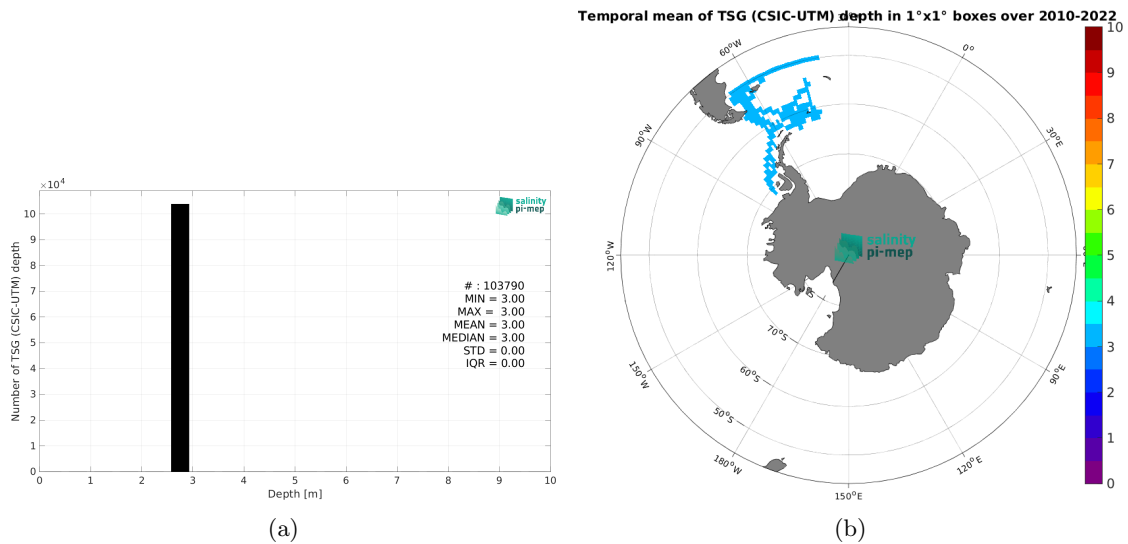 Temporal mean of TSG (CSIC-UTM) depth in 1°x1° boxes over 2010-2022
×10⁴
10
9
8
7
6
5
4
3
2
1
0
Number of TSG (CSIC-UTM) depth
0 1 2 3 4 5 6 7 8 9 10
Depth [m]
salinity
pi-mep
# : 103790
MIN = 3.00
MAX = 3.00
MEAN = 3.00
MEDIAN = 3.00
STD = 0.00
IQR = 0.00
(a)
60°W
0°
90°W
30°E
120°W
salinity
pi-mep
70°S
60°S
50°S
150°W
90°E
180°W
120°E
150°E
10
9
8
7
6
5
4
3
2
1
0
(b)